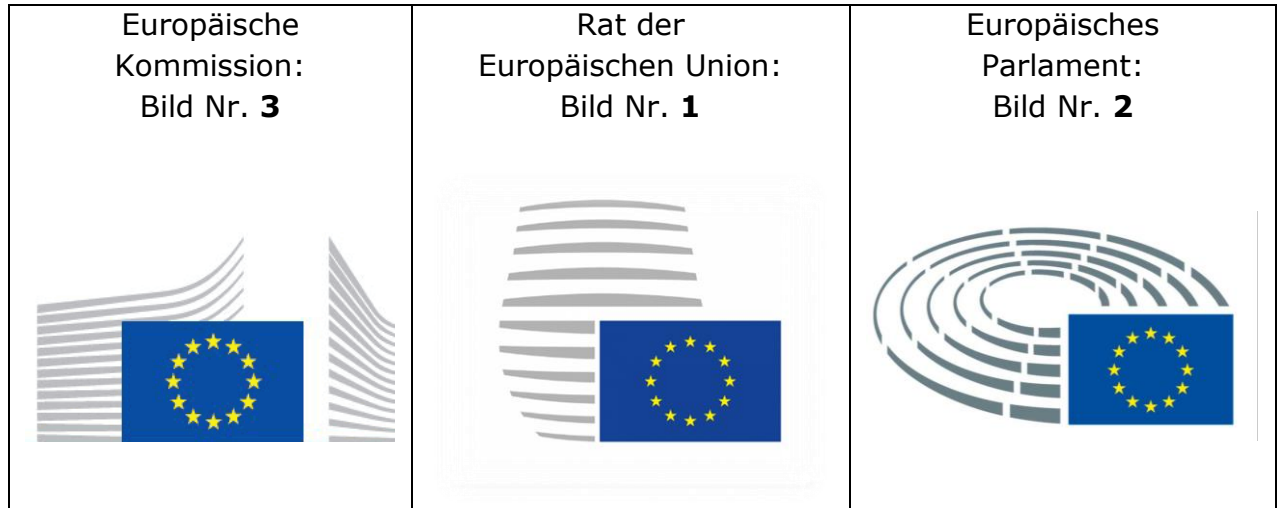 Europäische
Kommission:
Bild Nr. 3
Rat der
Europäischen Union:
Bild Nr. 1
Europäisches
Parlament:
Bild Nr. 2